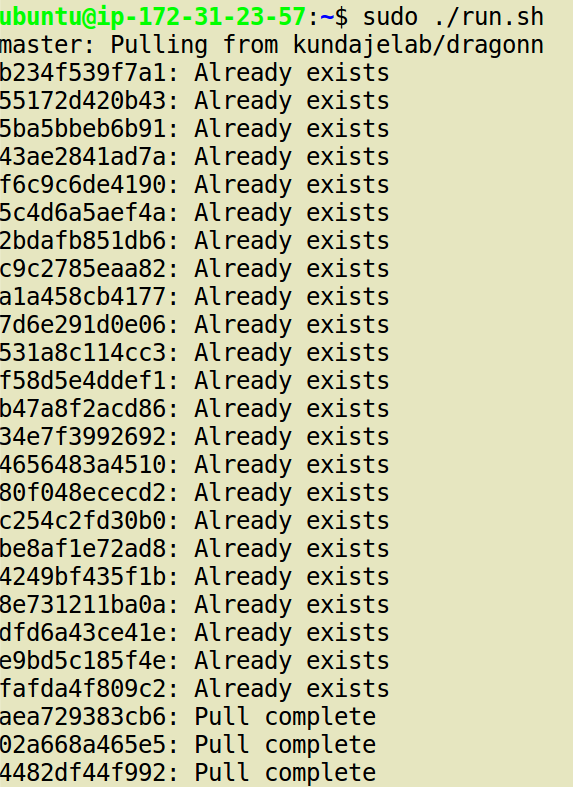 ubuntu@ip-172-31-23-57:~$ sudo ./run.sh
master: Pulling from kundajelab/dragonn
b234f539f7a1: Already exists
55172d420b43: Already exists
5ba5bbeb6b91: Already exists
43ae2841ad7a: Already exists
f6c9c6de4190: Already exists
5c4d6a5aef4a: Already exists
2bdafb851db6: Already exists
c9c2785eaa82: Already exists
a1a458cb4177: Already exists
7d6e291d0e06: Already exists
531a8c114cc3: Already exists
f58d5e4ddef1: Already exists
b47a8f2acd86: Already exists
34e7f3992692: Already exists
4656483a4510: Already exists
80f048ececd2: Already exists
c254c2fd30b0: Already exists
be8af1e72ad8: Already exists
4249bf435f1b: Already exists
8e731211ba0a: Already exists
dfd6a43ce41e: Already exists
e9bd5c185f4e: Already exists
fafda4f809c2: Already exists
aea729383cb6: Pull complete
02a668a465e5: Pull complete
4482df44f992: Pull complete